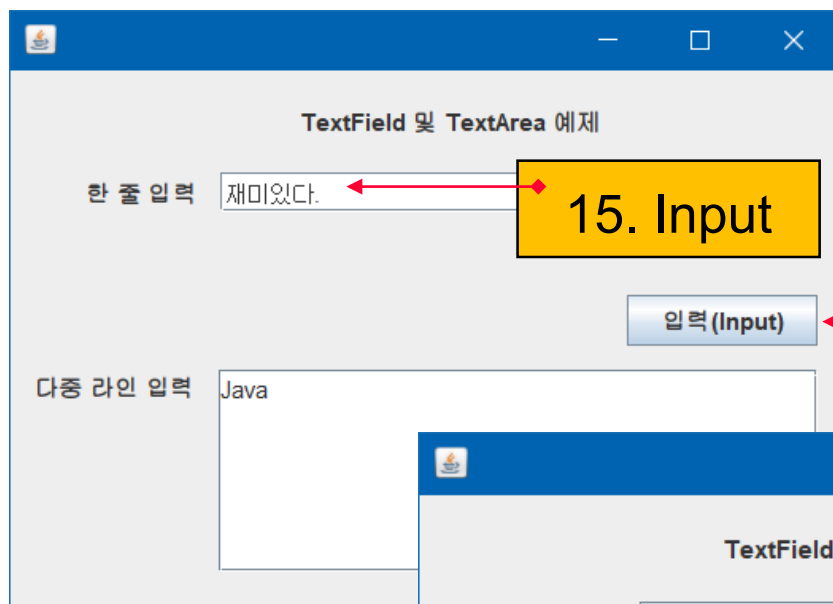 TextField 및 TextArea 예제
한 줄 입력 재미있다.
15. Input
입력(Input)
다중 라인 입력 Java
TextField